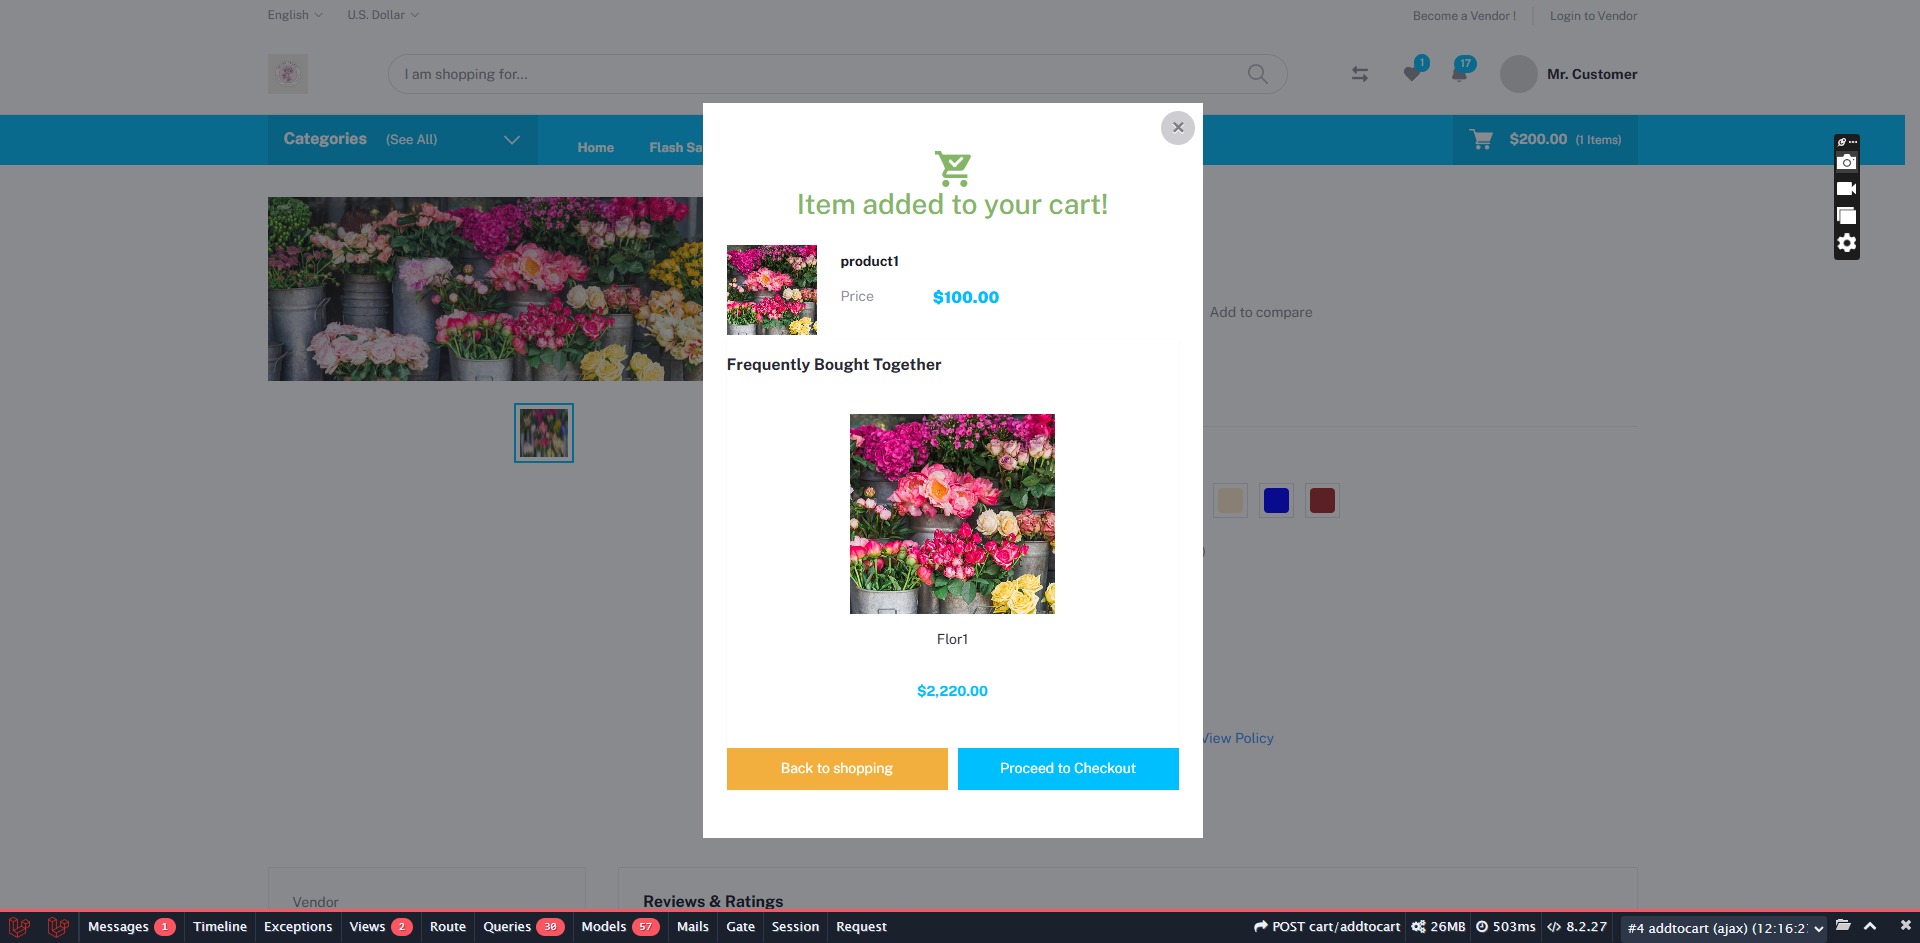 English
U.S. Dollar
Become a Vendor !
Login to Vendor
I am shopping for...
1
17
Mr. Customer
Categories
(See All)
Home
Flash Sa
$200.00
(1 Items)
Item added to your cart!
product1
Price
$100.00
Add to compare
Frequently Bought Together
Flor1
$2,220.00
View Policy
Back to shopping
Proceed to Checkout
Vendor
Reviews & Ratings
Messages 1
Timeline
Exceptions
Views 2
Route
Queries 30
Models 57
Mails
Gate
Session
Request
POST cart/addtocart
26MB
503ms
8.2.27
#4 addtocart (ajax) (12:16:2